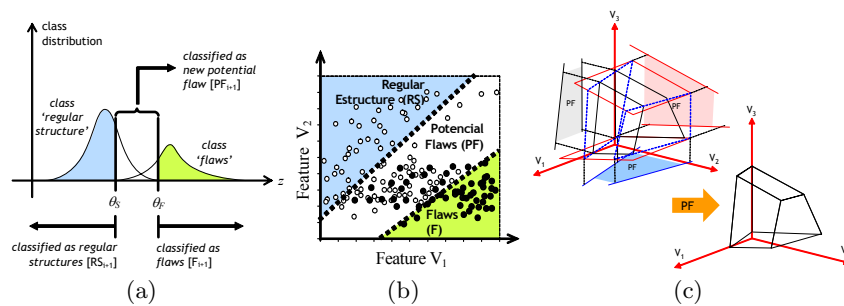 class
distribution
classified as
new potential
flaw [PFi+1]
class
'regular
structure'
class
'flaws'
θS
θF
classified as regular
structures [RSi+1]
classified as
flaws [Fi+1]
(a)
Feature V2
Regular
Estructure (RS)
Potencial
Flaws (PF)
Flaws
(F)
Feature V1
(b)
V3
PF
PF
PF
V1
V2
V3
PF
V1
V
(c)